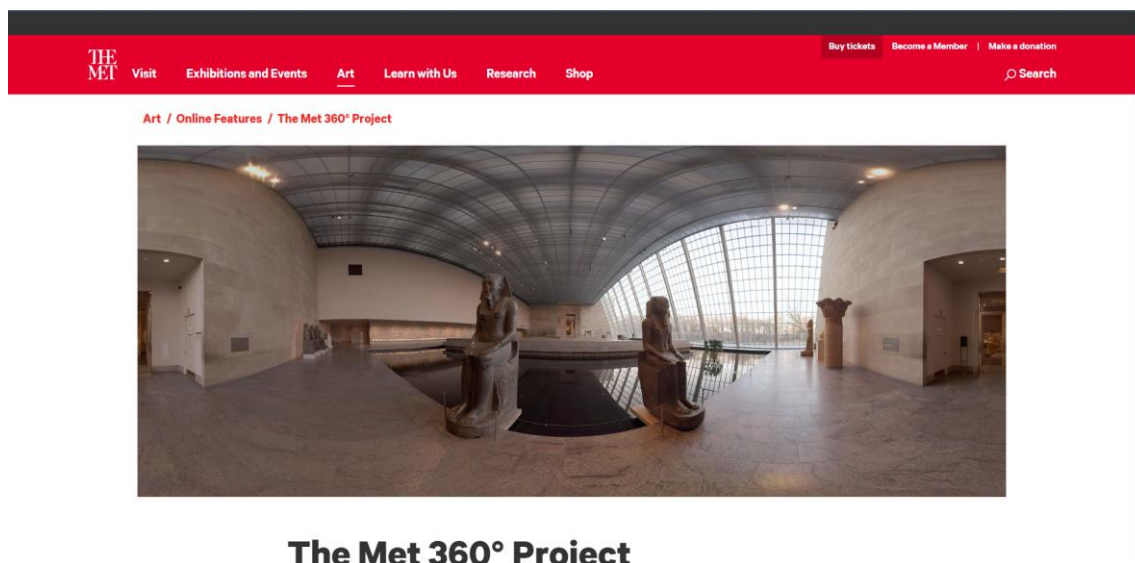 Buy tickets Become a Member | Make a donation
THE
MET
Visit Exhibitions and Events Art Learn with Us Research Shop
Search
Art / Online Features / The Met 360° Project
The Met 360° Project